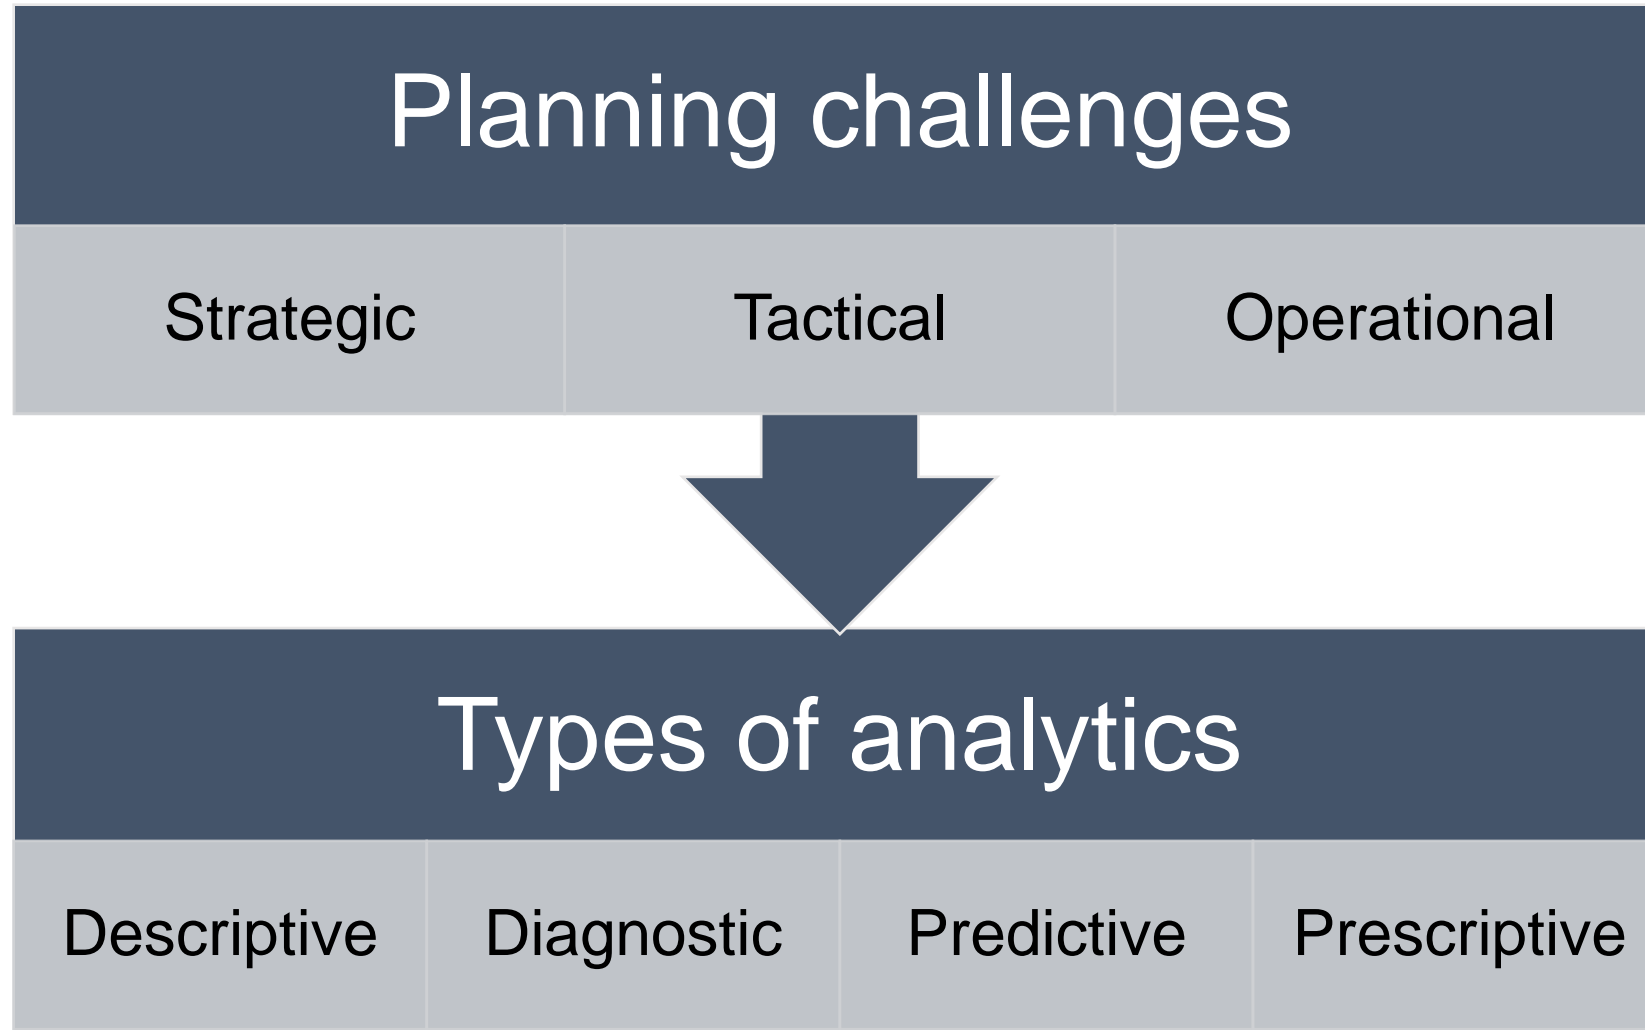 Planning challenges
Strategic Tactical Operational
Types of analytics
Descriptive Diagnostic Predictive Prescriptive